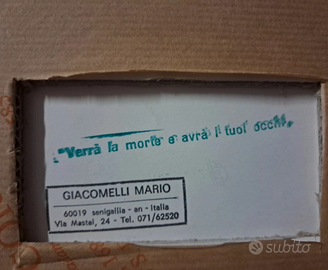 "Verrà la morte e avrà i tuoi occhi"
GIACOMELLI MARIO
60019 senigallia - an - italia
Via Mastai, 24 - Tel. 071/62520
subito